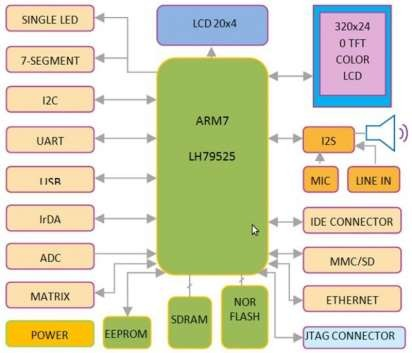 SINGLE LED
7-SEGMENT
I2C
UART
USB
IrDA
ADC
MATRIX
POWER
EEPROM
SDRAM
NOR
FLASH
LCD 20x4
ARM7
LH79525
320x24
0 TFT
COLOR
LCD
I2S
MIC
LINE IN
IDE CONNECTOR
MMC/SD
ETHERNET
JTAG CONNECTOR